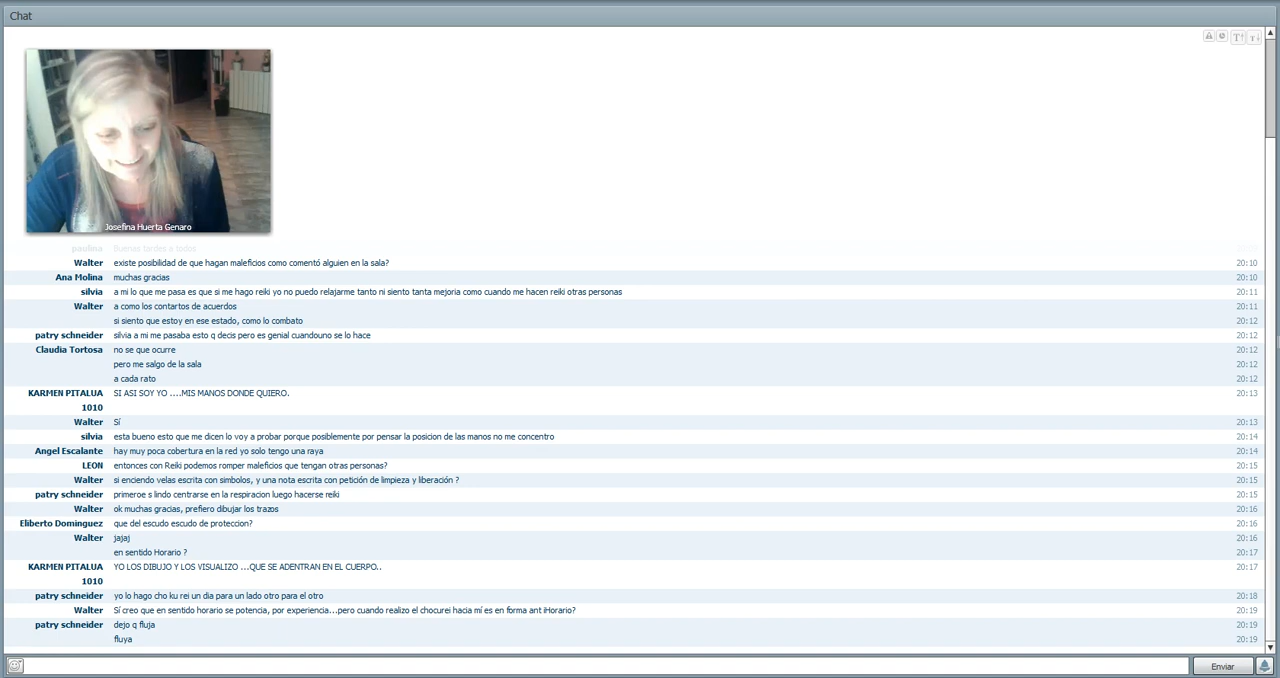 Chat
T↑ T↓
Josefina Huerta Genaro
paulina Buenas tardes a todos
Walter existe posibilidad de que hagan maleficios como comentó alguien en la sala? 20:10
Ana Molina muchas gracias 20:10
silvia a mi lo que me pasa es que si me hago reiki yo no puedo relajarme tanto ni siento tanta mejoria como cuando me hacen reiki otras personas 20:11
Walter a como los contartos de acuerdos 20:11
si siento que estoy en ese estado, como lo combato 20:12
patry schneider silvia a mi me pasaba esto q decis pero es genial cuandouno se lo hace 20:12
Claudia Tortosa no se que ocurre 20:12
pero me salgo de la sala 20:12
a cada rato 20:12
KARMEN PITALUA SI ASI SOY YO ....MIS MANOS DONDE QUIERO. 20:13
1010
Walter Sí 20:13
silvia esta bueno esto que me dicen lo voy a probar porque posiblemente por pensar la posicion de las manos no me concentro 20:14
Angel Escalante hay muy poca cobertura en la red yo solo tengo una raya 20:14
LEON entonces con Reiki podemos romper maleficios que tengan otras personas? 20:15
Walter si enciendo velas escrita con simbolos, y una nota escrita con petición de limpieza y liberación ? 20:15
patry schneider primeroe s lindo centrarse en la respiracion luego hacerse reiki 20:15
Walter ok muchas gracias, prefiero dibujar los trazos 20:16
Eliberto Dominguez que del escudo escudo de proteccion? 20:16
Walter jajaj 20:16
en sentido Horario ? 20:17
KARMEN PITALUA YO LOS DIBUJO Y LOS VISUALIZO ...QUE SE ADENTRAN EN EL CUERPO.. 20:17
1010
patry schneider yo lo hago cho ku rei un dia para un lado otro para el otro 20:18
Walter Sí creo que en sentido horario se potencia, por experiencia...pero cuando realizo el chocurei hacia mí es en forma ant iHorario? 20:19
patry schneider dejo q fluja 20:19
fluya 20:19
Enviar